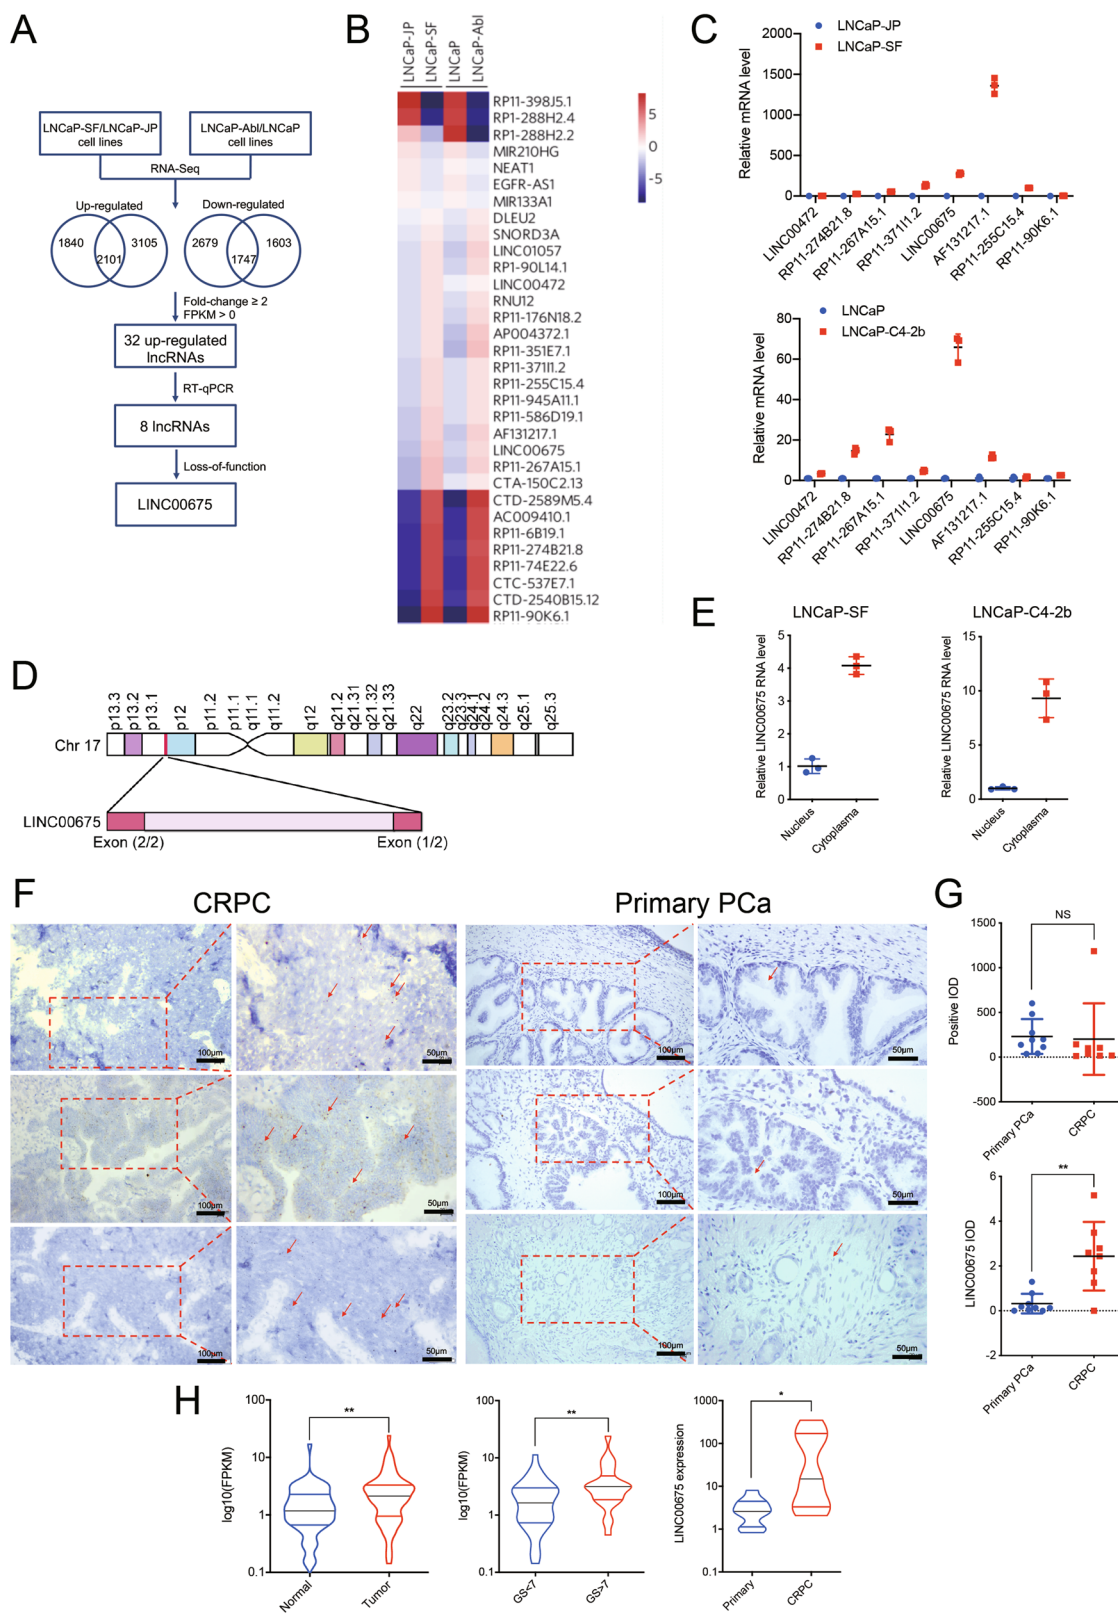 A
LNCaP-SF/LNCaP-JP
cell lines
LNCaP-Abl/LNCaP
cell lines
RNA-Seq
Up-regulated
Down-regulated
1840
3105
2101
2679
1603
1747
Fold-change ≥ 2
FPKM > 0
32 up-regulated
lncRNAs
RT-qPCR
8 lncRNAs
Loss-of-function
LINC00675
B
LNCaP-JP
LNCaP-SF
LNCaP
LNCaP-Abl
RP11-398J5.1
RP1-288H2.4
RP1-288H2.2
MIR210HG
NEAT1
EGFR-AS1
MIR133A1
DLEU2
SNORD3A
LINC01057
RP1-90L14.1
LINC00472
RNU12
RP11-176N18.2
AP004372.1
RP11-351E7.1
RP11-371I1.2
RP11-255C15.4
RP11-945A11.1
RP11-586D19.1
AF131217.1
LINC00675
RP11-267A15.1
CTA-150C2.13
CTD-2589M5.4
AC009410.1
RP11-6B19.1
RP11-274B21.8
RP11-74E22.6
CTC-537E7.1
CTD-2540B15.12
RP11-90K6.1
5
0
-5
C
LNCaP-JP
LNCaP-SF
Relative mRNA level
2000
1500
1000
500
0
LINC00472
RP11-274B21.8
RP11-267A15.1
RP11-371I1.2
LINC00675
AF131217.1
RP11-255C15.4
RP11-90K6.1
LNCaP
LNCaP-C4-2b
Relative mRNA level
80
60
40
20
0
LINC00472
RP11-274B21.8
RP11-267A15.1
RP11-371I1.2
LINC00675
AF131217.1
RP11-255C15.4
RP11-90K6.1
D
p13.3
p13.2
p13.1
p12
p11.2
p11.1
q11.1
q11.2
q12
q21.2
q21.31
q21.32
q21.33
q22
q23.2
q23.3
q24.1
q24.2
q24.3
q25.1
q25.3
Chr 17
LINC00675
Exon (2/2)
Exon (1/2)
E
LNCaP-SF
Relative LINC00675 RNA level
5
4
3
2
1
0
Nucleus
Cytoplasma
LNCaP-C4-2b
Relative LINC00675 RNA level
15
10
5
0
Nucleus
Cytoplasma
F
CRPC
Primary PCa
100μm
50μm
100μm
50μm
100μm
50μm
100μm
50μm
100μm
50μm
100μm
50μm
G
NS
Positive IOD
1500
1000
500
0
-500
Primary PCa
CRPC
**
LINC00675 IOD
6
4
2
0
-2
Primary PCa
CRPC
H
**
log10(FPKM)
100
10
1
0.1
Normal
Tumor
**
log10(FPKM)
100
10
1
0.1
GS<7
GS>7
*
LINC00675 expression
1000
100
10
1
0.1
Primary
CRPC